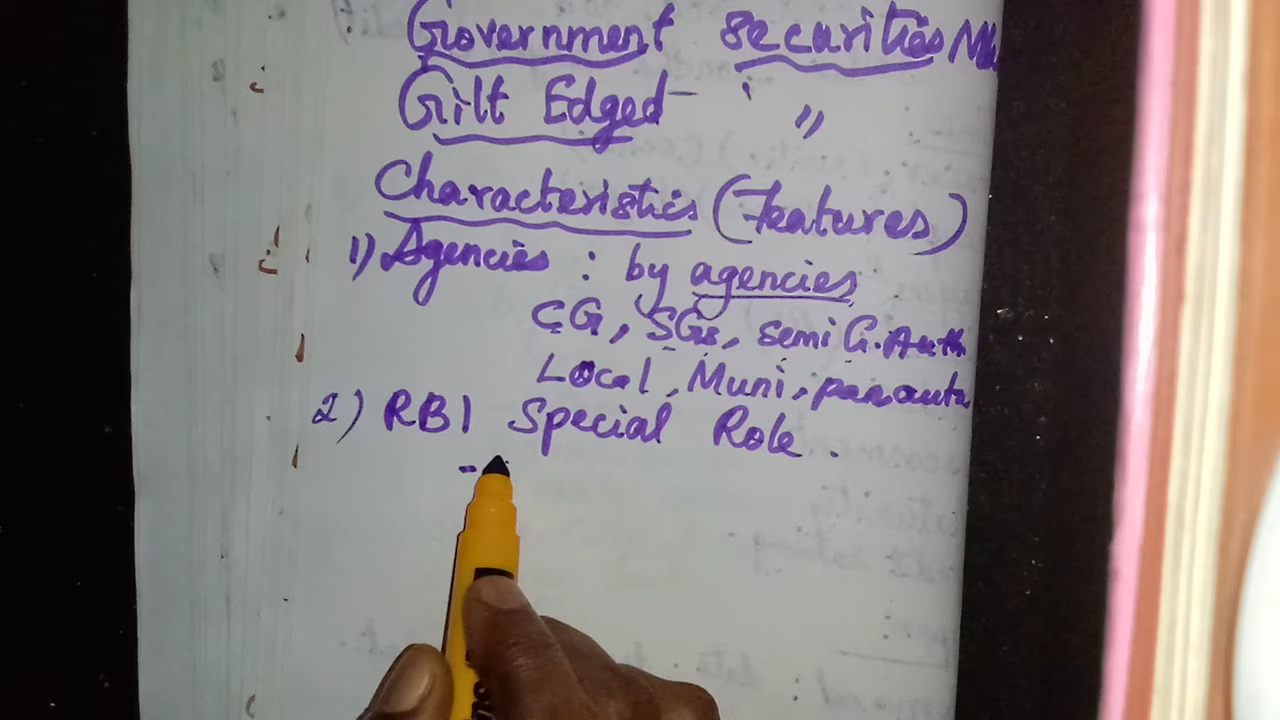 Government securities
Gilt Edged - "
Characteristics (Features)
1) Agencies : by agencies
CG, SGs, semi G. Auth
Local, Muni,
2) RBI Special Role .
-